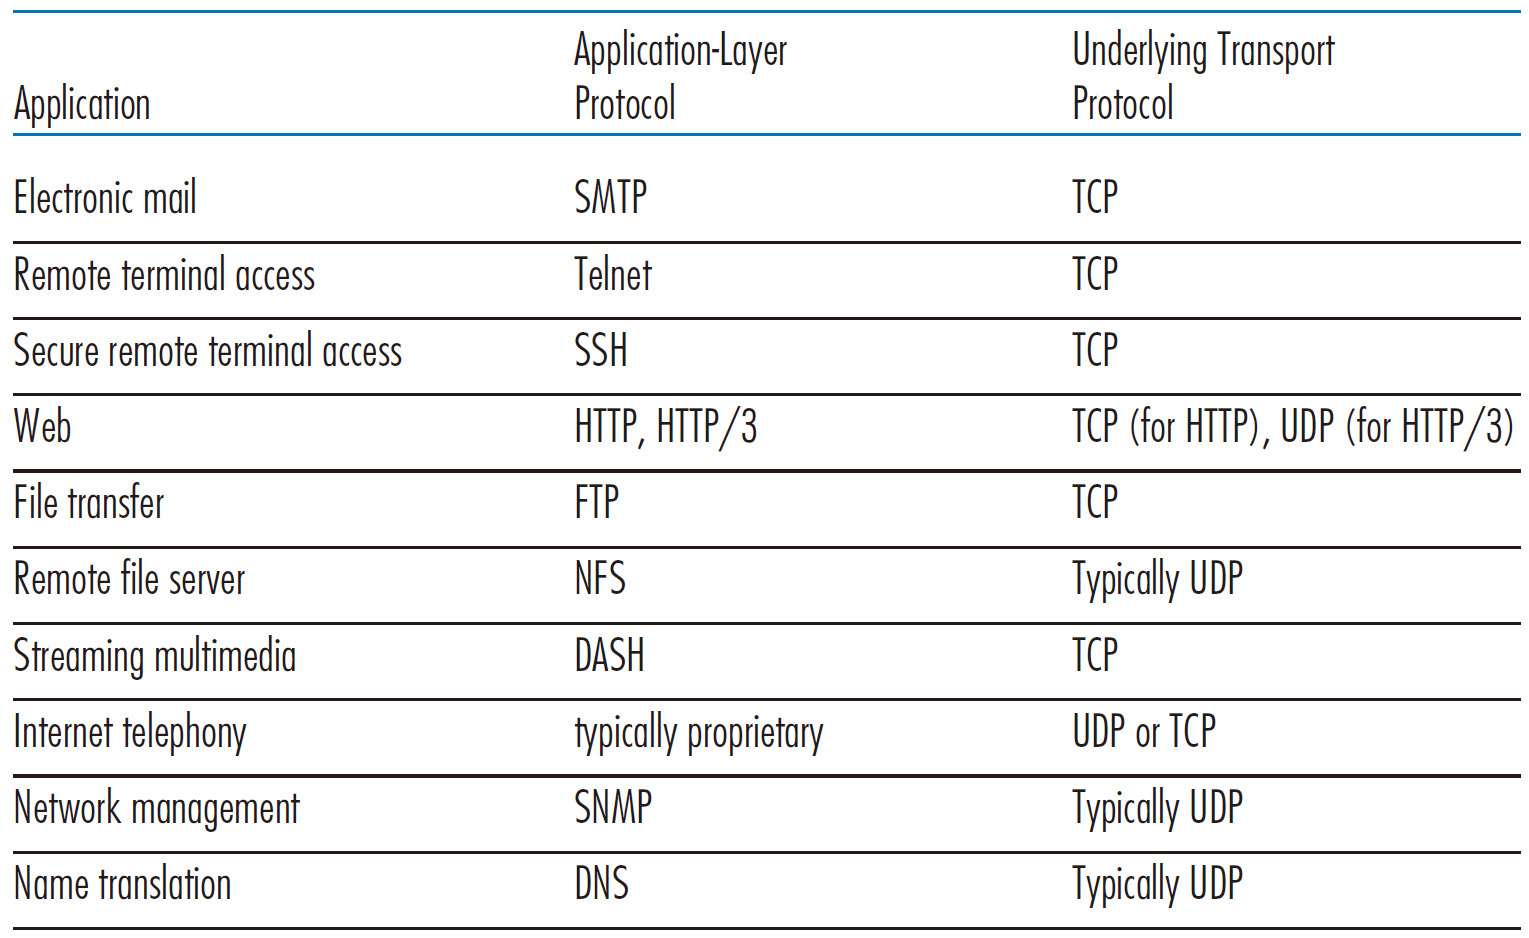 Application Application-Layer Protocol Underlying Transport Protocol
Electronic mail SMTP TCP
Remote terminal access Telnet TCP
Secure remote terminal access SSH TCP
Web HTTP, HTTP/3 TCP (for HTTP), UDP (for HTTP/3)
File transfer FTP TCP
Remote file server NFS Typically UDP
Streaming multimedia DASH TCP
Internet telephony typically proprietary UDP or TCP
Network management SNMP Typically UDP
Name translation DNS Typically UDP